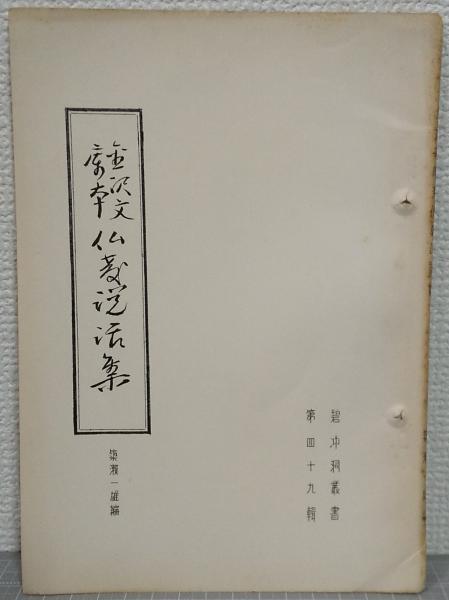 碧冲洞叢書
第四十九輯
金沢文
庫本
仏教説話集
簗瀬一雄編